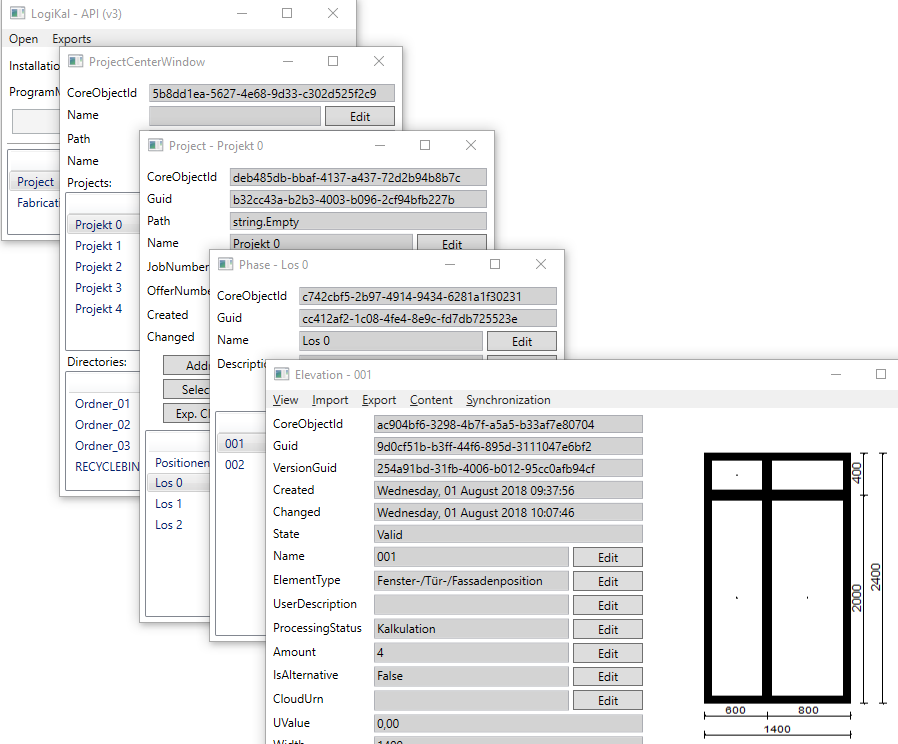 LogiKal - API (v3)
Open Exports
Installatio
ProgramM
Project
Fabricat
ProjectCenterWindow
CoreObjectId 5b8dd1ea-5627-4e68-9d33-c302d525f2c9
Name Edit
Path
Name
Projects:
Projekt 0
Projekt 1
Projekt 2
Projekt 3
Projekt 4
Directories:
Ordner_01
Ordner_02
Ordner_03
RECYCLEBIN
Project - Projekt 0
CoreObjectId deb485db-bbaf-4137-a437-72d2b94b8b7c
Guid b32cc43a-b2b3-4003-b096-2cf94bfb227b
Path string.Empty
Name Projekt 0 Edit
JobNumber
OfferNumbe
Created
Changed
Addr
Selec
Exp. Cl
Positionen
Los 0
Los 1
Los 2
Phase - Los 0
CoreObjectId c742cbf5-2b97-4914-9434-6281a1f30231
Guid cc412af2-1c08-4fe4-8e9c-fd7db725523e
Name Los 0 Edit
Descriptio
001
002
Elevation - 001
View Import Export Content Synchronization
CoreObjectId ac904bf6-3298-4b7f-a5a5-b33af7e80704
Guid 9d0cf51b-b3ff-44f6-895d-3111047e6bf2
VersionGuid 254a91bd-31fb-4006-b012-95cc0afb94cf
Created Wednesday, 01 August 2018 09:37:56
Changed Wednesday, 01 August 2018 10:07:46
State Valid
Name 001 Edit
ElementType Fenster-/Tür-/Fassadenposition Edit
UserDescription Edit
ProcessingStatus Kalkulation Edit
Amount 4 Edit
IsAlternative False Edit
CloudUrn Edit
UValue 0,00
Width 1400
400
2000
2400
600 800
1400